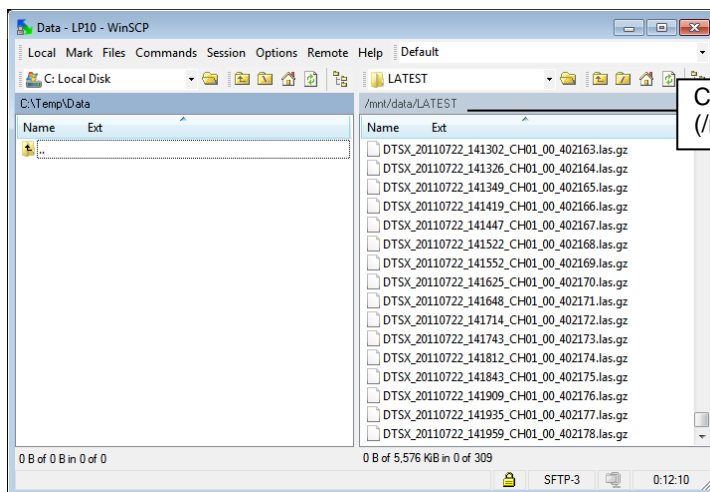 Data - LP10 - WinSCP
Local Mark Files Commands Session Options Remote Help Default
C: Local Disk
LATEST
C:\Temp\Data
/mnt/data/LATEST
C
(/
Name Ext
Name Ext
..
DTSX_20110722_141302_CH01_00_402163.las.gz
DTSX_20110722_141326_CH01_00_402164.las.gz
DTSX_20110722_141349_CH01_00_402165.las.gz
DTSX_20110722_141419_CH01_00_402166.las.gz
DTSX_20110722_141447_CH01_00_402167.las.gz
DTSX_20110722_141522_CH01_00_402168.las.gz
DTSX_20110722_141552_CH01_00_402169.las.gz
DTSX_20110722_141625_CH01_00_402170.las.gz
DTSX_20110722_141648_CH01_00_402171.las.gz
DTSX_20110722_141714_CH01_00_402172.las.gz
DTSX_20110722_141743_CH01_00_402173.las.gz
DTSX_20110722_141812_CH01_00_402174.las.gz
DTSX_20110722_141843_CH01_00_402175.las.gz
DTSX_20110722_141909_CH01_00_402176.las.gz
DTSX_20110722_141935_CH01_00_402177.las.gz
DTSX_20110722_141959_CH01_00_402178.las.gz
0 B of 0 B in 0 of 0
0 B of 5,576 KiB in 0 of 309
SFTP-3 0:12:10